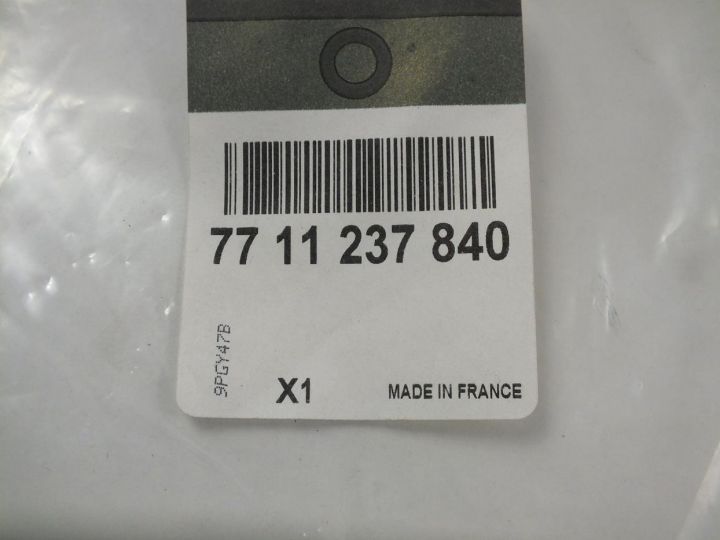 77 11 237 840
9PGY47B
X1
MADE IN FRANCE